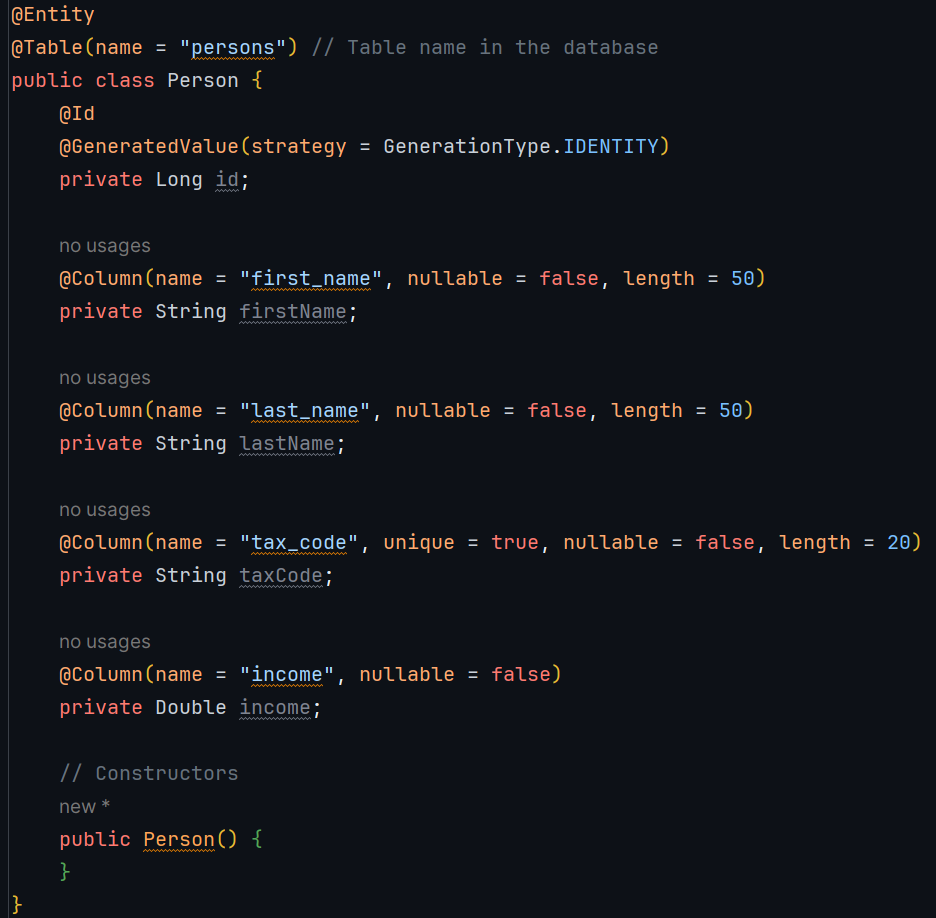 @Entity
@Table(name = "persons") // Table name in the database
public class Person {
    @Id
    @GeneratedValue(strategy = GenerationType.IDENTITY)
    private Long id;

    no usages
    @Column(name = "first_name", nullable = false, length = 50)
    private String firstName;

    no usages
    @Column(name = "last_name", nullable = false, length = 50)
    private String lastName;

    no usages
    @Column(name = "tax_code", unique = true, nullable = false, length = 20)
    private String taxCode;

    no usages
    @Column(name = "income", nullable = false)
    private Double income;

    // Constructors
    new *
    public Person() {
    }
}